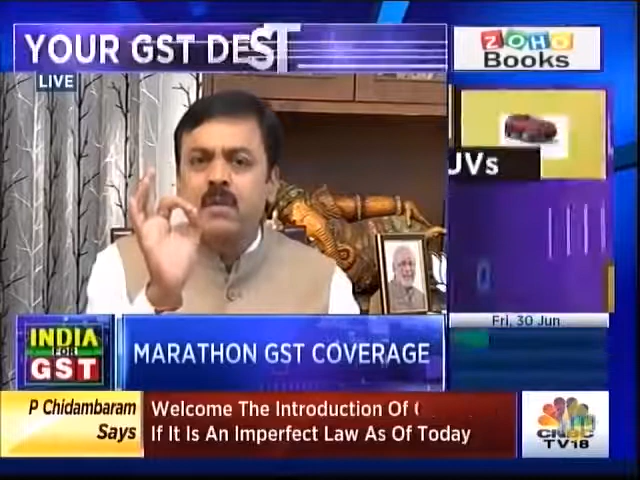 YOUR GST DEST
LIVE
ZOHO
Books
UVs
Fri, 30 Jun
INDIA
FOR
GST
MARATHON GST COVERAGE
P Chidambaram
Says
Welcome The Introduction Of
If It Is An Imperfect Law As Of Today
CNBC
TV18